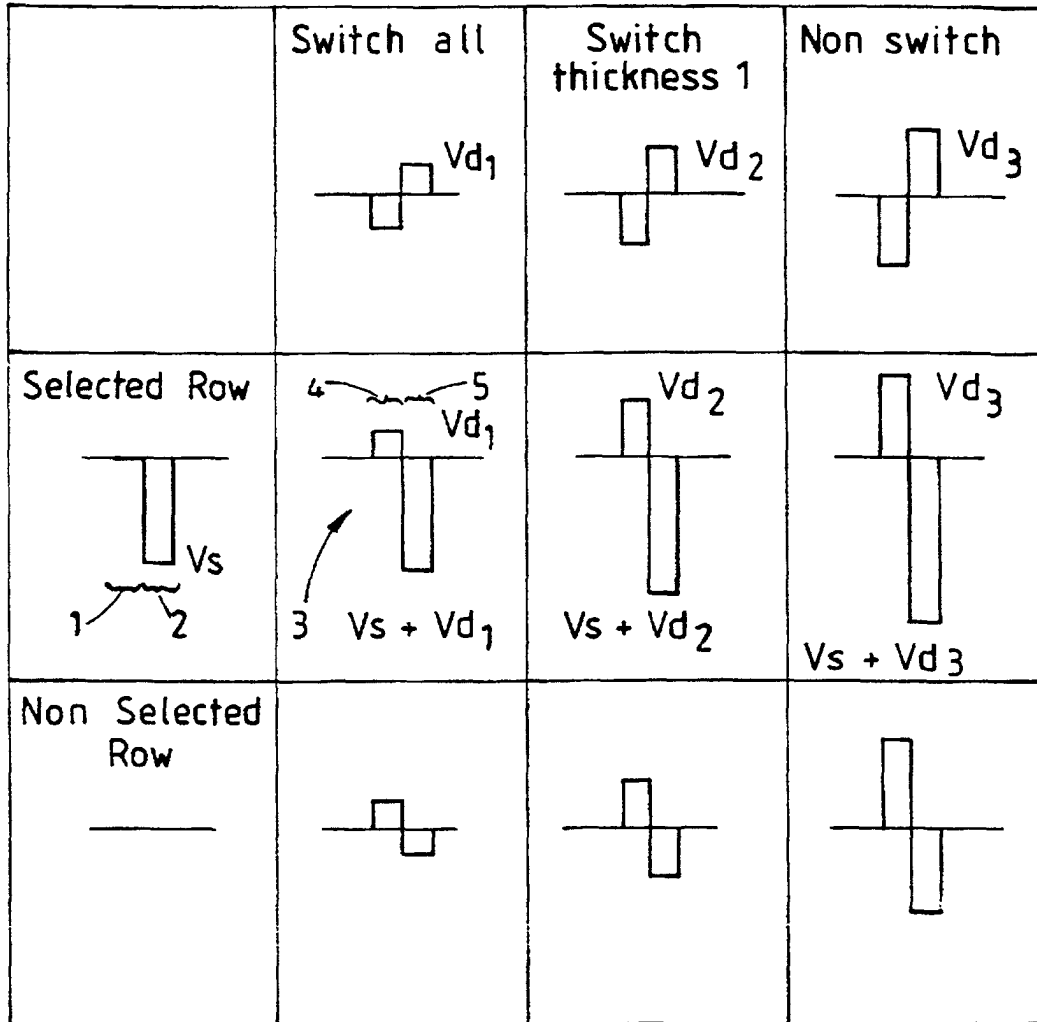 Switch all
Switch
thickness 1
Non switch
Vd₁
Vd₂
Vd₃
Selected Row
Vs
1
2
4
5
Vd₁
3
Vs + Vd₁
Vd₂
Vs + Vd₂
Vd₃
Vs + Vd₃
Non Selected
Row